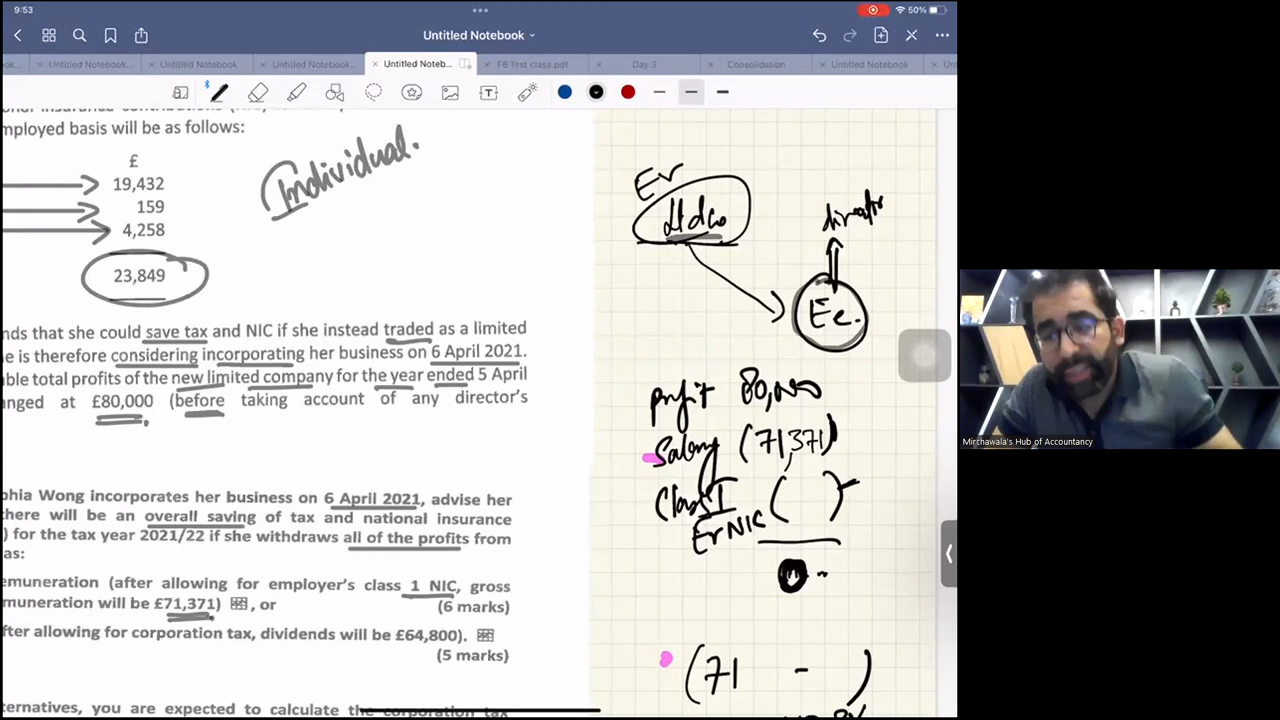 9:53
50%
Untitled Notebook
Untitled Notebook...
Untitled Notebook
Untitled Notebook...
Untitled Noteb...
F6 first class.pdf
Day 3
Consolidation
Untitled Notebook
mployed basis will be as follows:
£
19,432
159
4,258
23,849
Individual.
nds that she could save tax and NIC if she instead traded as a limited
e is therefore considering incorporating her business on 6 April 2021.
ble total profits of the new limited company for the year ended 5 April
anged at £80,000 (before taking account of any director's
phia Wong incorporates her business on 6 April 2021, advise her
there will be an overall saving of tax and national insurance
) for the tax year 2021/22 if she withdraws all of the profits from
as:
emuneration (after allowing for employer's class 1 NIC, gross
muneration will be £71,371) , or
(6 marks)
fter allowing for corporation tax, dividends will be £64,800).
(5 marks)
ternatives, you are expected to calculate the corporation tax
Er
Ltd co
director
Ee.
profit 80,000
Salary (71,371)
Class I ( )
Er NIC
0
(71 - )
Mirchawala's Hub of Accountancy